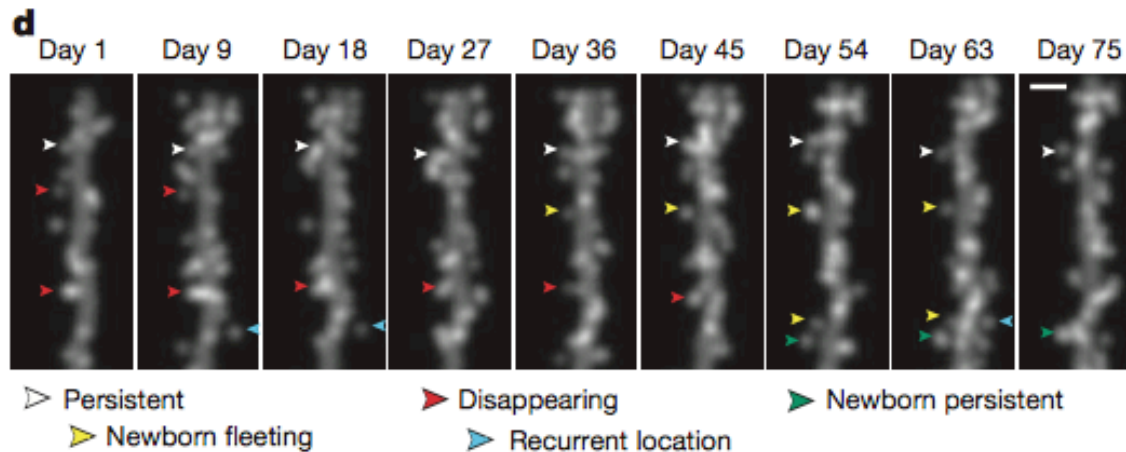 d
Day 1 Day 9 Day 18 Day 27 Day 36 Day 45 Day 54 Day 63 Day 75
Persistent Disappearing Newborn persistent
Newborn fleeting Recurrent location